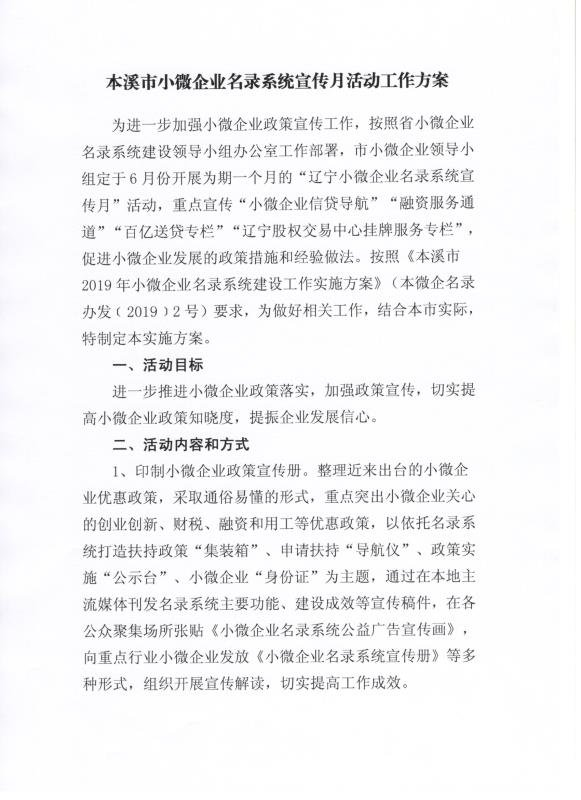 本溪市小微企业名录系统宣传月活动工作方案
为进一步加强小微企业政策宣传工作，按照省小微企业
名录系统建设领导小组办公室工作部署，市小微企业领导小
组定于6月份开展为期一个月的“辽宁小微企业名录系统宣
传月”活动，重点宣传“小微企业信贷导航”“融资服务通
道”“百亿送贷专栏”“辽宁股权交易中心挂牌服务专栏”，
促进小微企业发展的政策措施和经验做法。按照《本溪市
2019年小微企业名录系统建设工作实施方案》（本微企名录
办发﹝2019﹞2号）要求，为做好相关工作，结合本市实际，
特制定本实施方案。
一、活动目标
进一步推进小微企业政策落实，加强政策宣传，切实提
高小微企业政策知晓度，提振企业发展信心。
二、活动内容和方式
1、印制小微企业政策宣传册。整理近来出台的小微企
业优惠政策，采取通俗易懂的形式，重点突出小微企业关心
的创业创新、财税、融资和用工等优惠政策，以依托名录系
统打造扶持政策“集装箱”、申请扶持“导航仪”、政策实
施“公示台”、小微企业“身份证”为主题，通过在本地主
流媒体刊发名录系统主要功能、建设成效等宣传稿件，在各
公众聚集场所张贴《小微企业名录系统公益广告宣传画》，
向重点行业小微企业发放《小微企业名录系统宣传册》等多
种形式，组织开展宣传解读，切实提高工作成效。